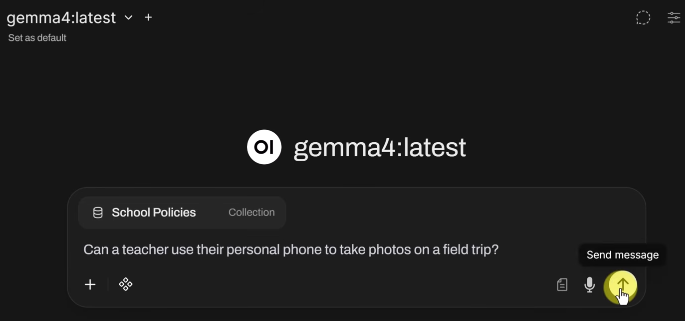 gemma4:latest
Set as default
OI gemma4:latest
School Policies Collection
Can a teacher use their personal phone to take photos on a field trip?
Send message